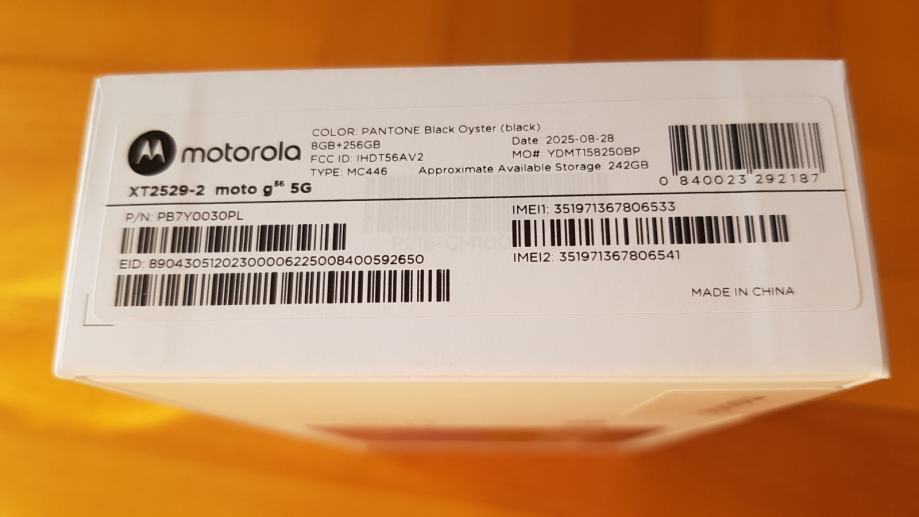 COLOR: PANTONE Black Oyster (black)
8GB+256GB Date: 2025-08-28
FCC ID: IHDT56AV2 MO#: YDMT158250BP
TYPE: MC446 Approximate Available Storage: 242GB
motorola
0 840023 292187
XT2529-2 moto g56 5G
P/N: PB7Y0030PL
IMEI1: 351971367806533
EID: 89043051202300006225008400592650
IMEI2: 351971367806541
MADE IN CHINA